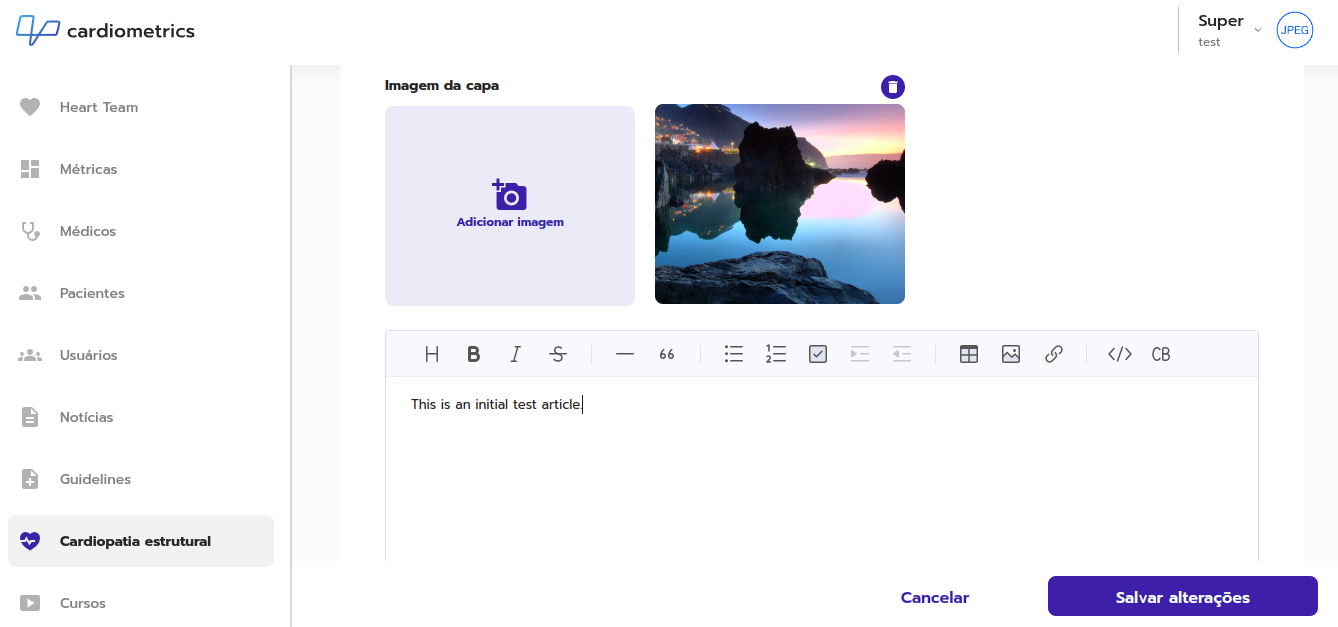 cardiometrics
Super
test
JPEG
Heart Team
Métricas
Médicos
Pacientes
Usuários
Notícias
Guidelines
Cardiopatia estrutural
Cursos
Imagem da capa
Adicionar imagem
H B I S 66 </> CB
This is an initial test article.
Cancelar
Salvar alterações